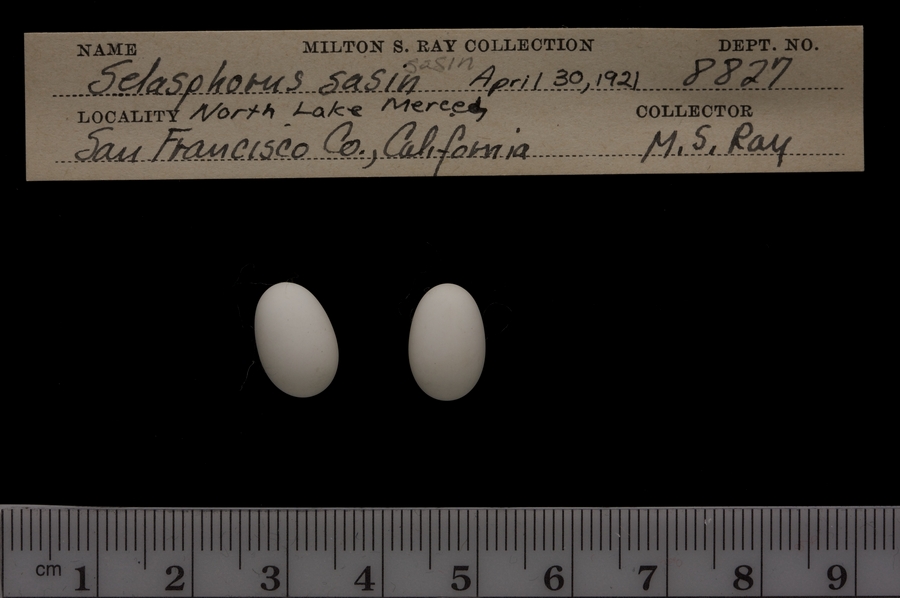 NAME MILTON S. RAY COLLECTION DEPT. NO.
Selasphorus sasin sasin April 30, 1921 8827
LOCALITY North Lake Merced, COLLECTOR
San Francisco Co., California M. S. Ray
cm 1 2 3 4 5 6 7 8 9